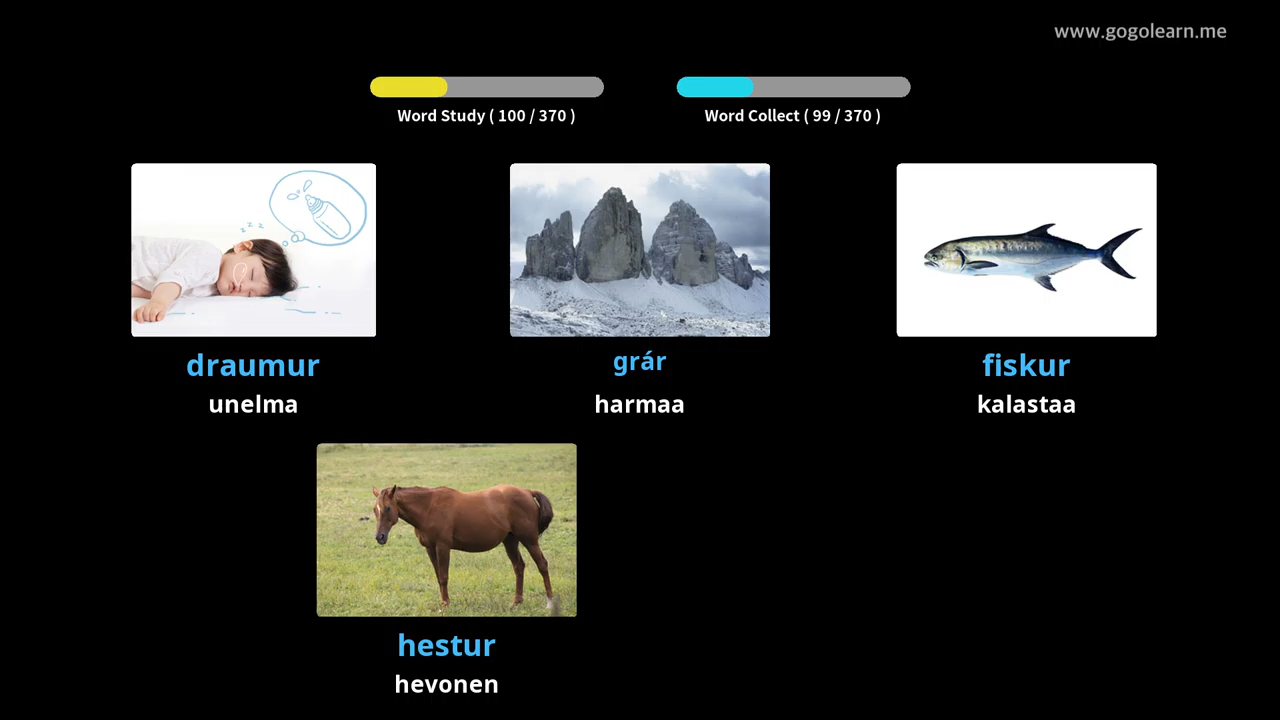 www.gogolearn.me
Word Study ( 100 / 370 )
Word Collect ( 99 / 370 )
draumur
unelma
grár
harmaa
fiskur
kalastaa
hestur
hevonen